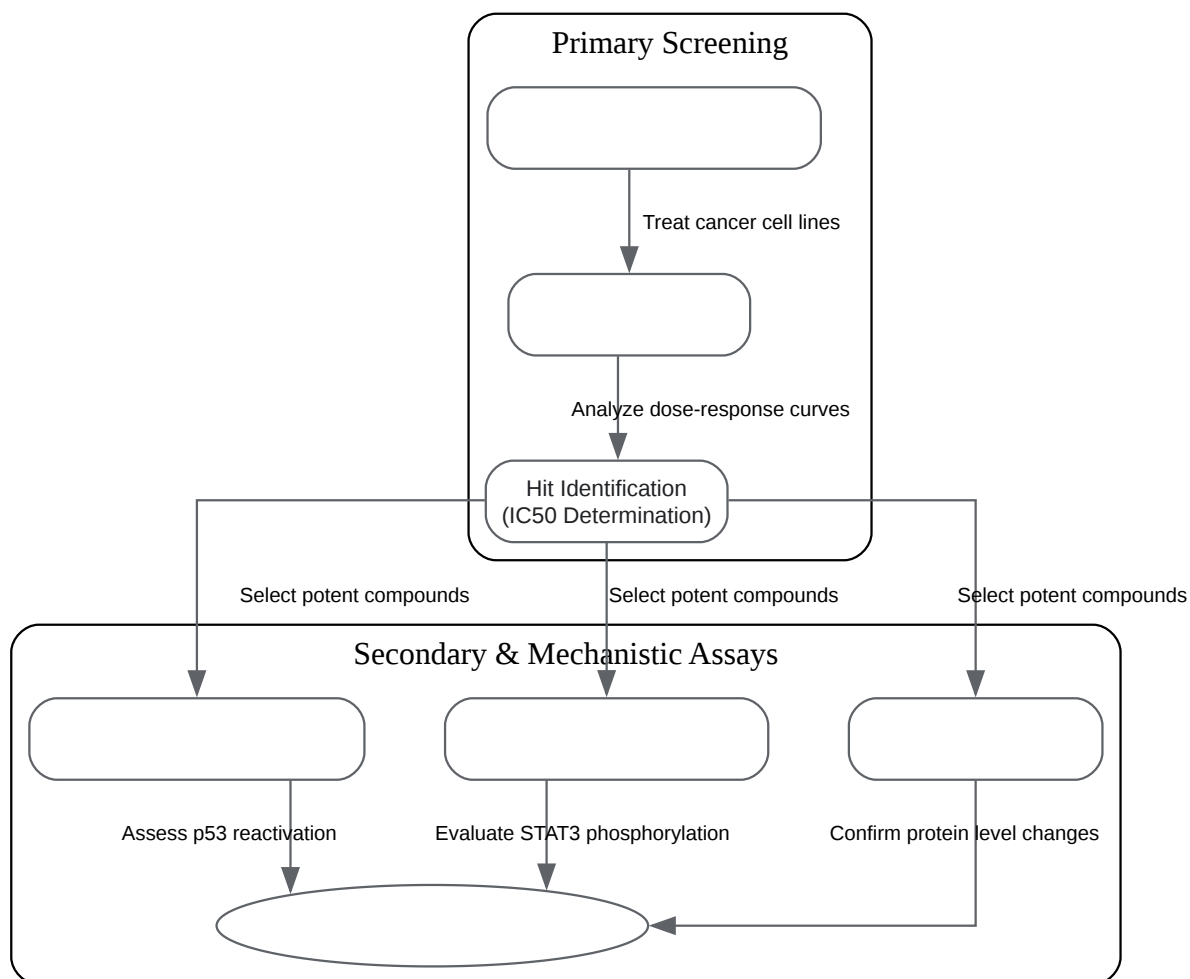 Primary Screening
Treat cancer cell lines
Analyze dose-response curves
Hit Identification
(IC50 Determination)
Select potent compounds
Select potent compounds
Select potent compounds
Secondary & Mechanistic Assays
Assess p53 reactivation
Evaluate STAT3 phosphorylation
Confirm protein level changes